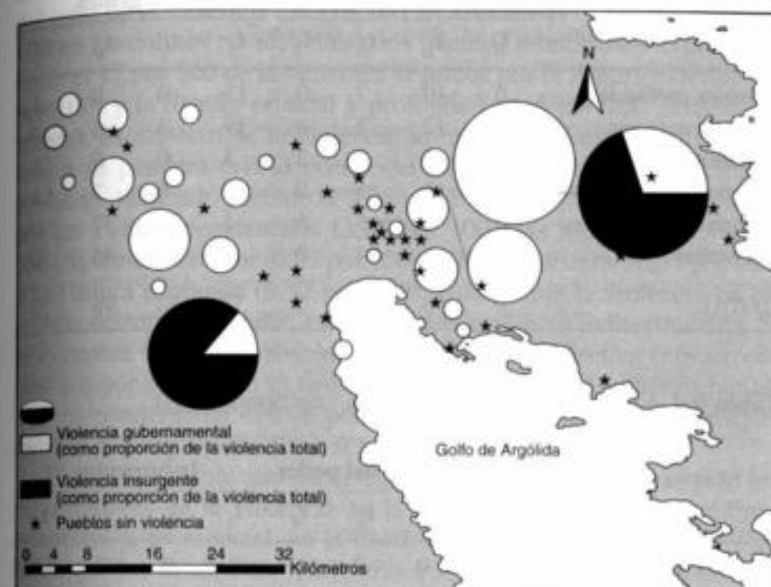 N
Golfo de Argólida
Violencia gubernamental
(como proporción de la violencia total)
Violencia insurgente
(como proporción de la violencia total)
Pueblos sin violencia
0 4 8 16 24 32
Kilómetros